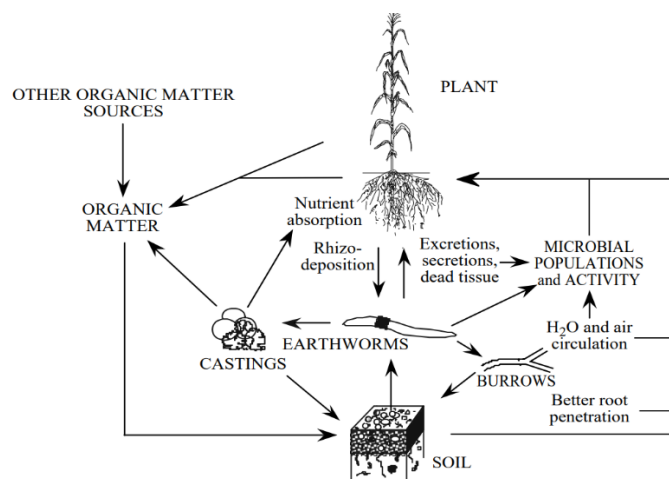 PLANT
OTHER ORGANIC MATTER
SOURCES
ORGANIC
MATTER
Nutrient
absorption
Rhizo-
deposition
Excretions,
secretions,
dead tissue
MICROBIAL
POPULATIONS
and ACTIVITY
H₂O and air
circulation
EARTHWORMS
CASTINGS
BURROWS
Better root
penetration
SOIL